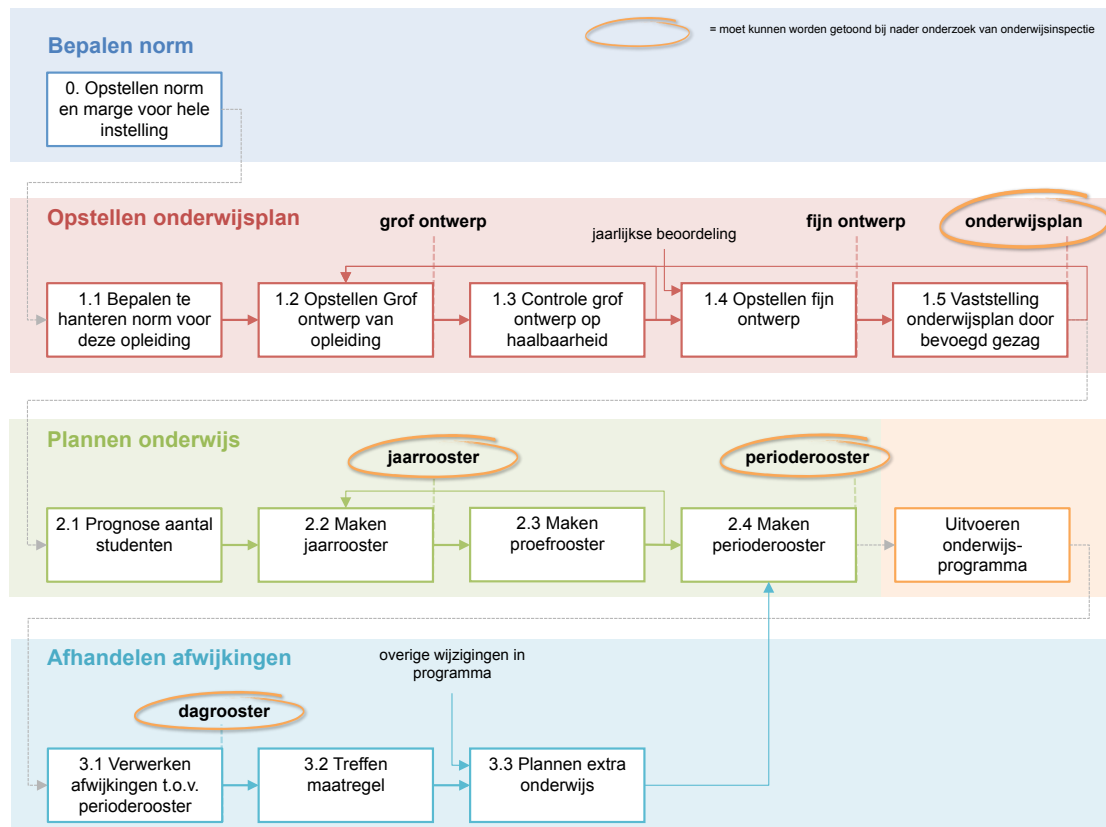 = moet kunnen worden getoond bij nader onderzoek van onderwijsinspectie
Bepalen norm
0. Opstellen norm
en marge voor hele
instelling
Opstellen onderwijsplan
grof ontwerp
jaarlijkse beoordeling
fijn ontwerp
onderwijsplan
1.1 Bepalen te
hanteren norm voor
deze opleiding
1.2 Opstellen Grof
ontwerp van
opleiding
1.3 Controle grof
ontwerp op
haalbaarheid
1.4 Opstellen fijn
ontwerp
1.5 Vaststelling
onderwijsplan door
bevoegd gezag
Plannen onderwijs
jaarrooster
perioderooster
2.1 Prognose aantal
studenten
2.2 Maken
jaarrooster
2.3 Maken
proefrooster
2.4 Maken
perioderooster
Uitvoeren
onderwijs-
programma
Afhandelen afwijkingen
overige wijzigingen in
programma
dagrooster
3.1 Verwerken
afwijkingen t.o.v.
perioderooster
3.2 Treffen
maatregel
3.3 Plannen extra
onderwijs